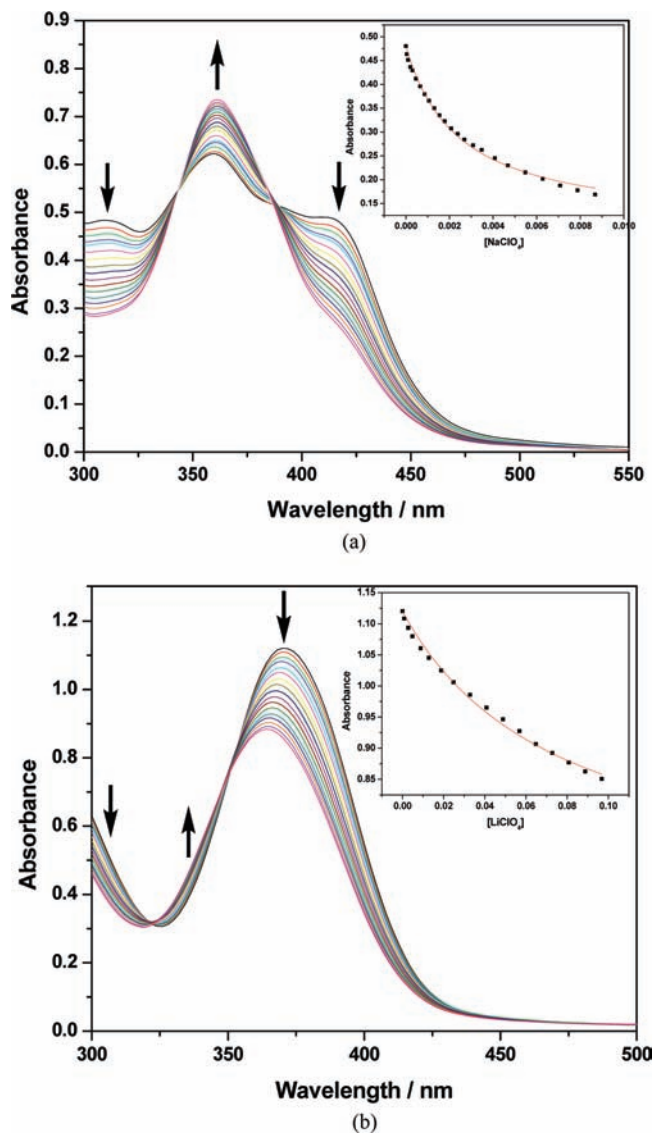 0.9
0.8
0.7
0.6
0.5
0.4
0.3
0.2
0.1
0.0
Absorbance
300 350 400 450 500 550
Wavelength / nm
0.50
0.45
0.40
0.35
0.30
0.25
0.20
0.15
Absorbance
0.000 0.002 0.004 0.006 0.008 0.010
[NaClO₄]
(a)
1.2
1.0
0.8
0.6
0.4
0.2
0.0
Absorbance
300 350 400 450 500
Wavelength / nm
1.15
1.10
1.05
1.00
0.95
0.90
0.85
Absorbance
0.00 0.02 0.04 0.06 0.08 0.10
[LiClO₄]
(b)